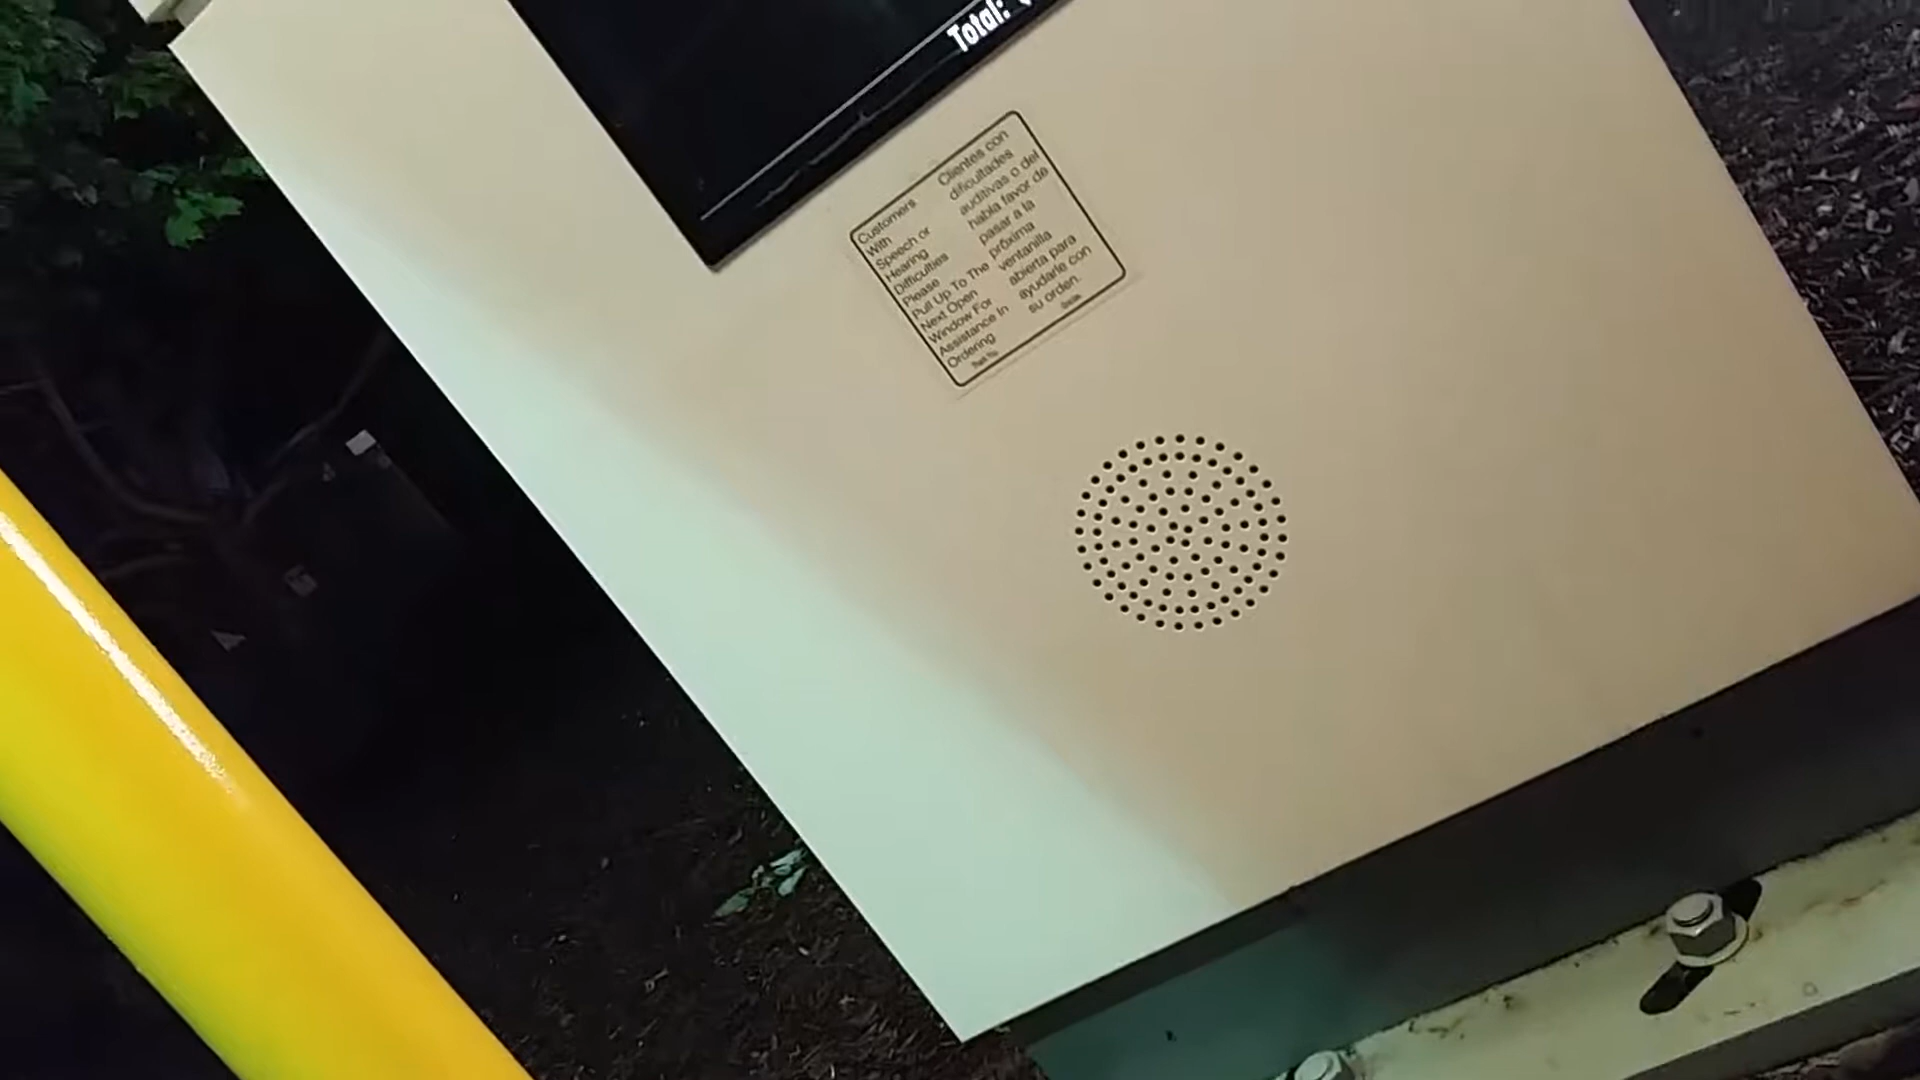 Total:
Customers
With
Speech or
Hearing
Difficulties
Please
Pull Up To The
Next Open
Window For
Assistance In
Ordering
Clientes con
dificultades
auditivas o del
habla favor de
pasar a la
próxima
ventanilla
abierta para
ayudarle con
su orden.